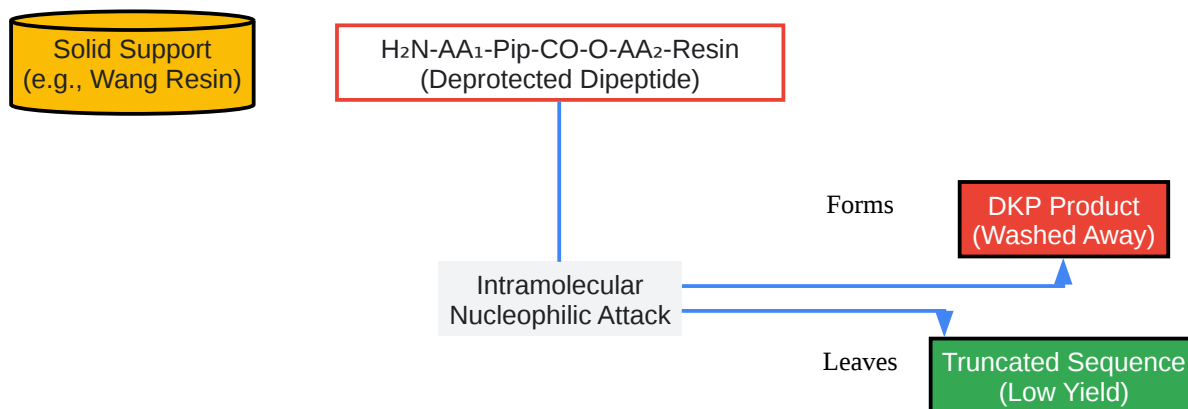 Solid Support
(e.g., Wang Resin)
H₂N-AA₁-Pip-CO-O-AA₂-Resin
(Deprotected Dipeptide)
Forms
DKP Product
(Washed Away)
Intramolecular
Nucleophilic Attack
Leaves
Truncated Sequence
(Low Yield)